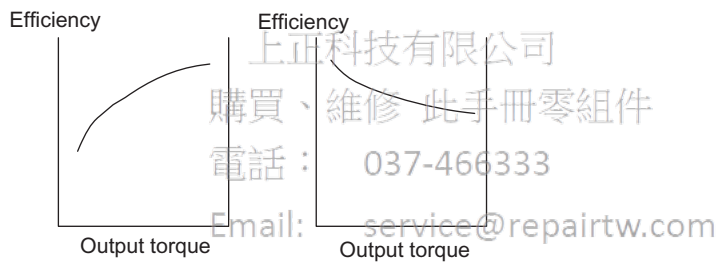 Efficiency
Efficiency
上正科技有限公司
購買、維修 此手冊零組件
電話： 037-466333
Email: service@repairtw.com
Output torque
Output torque